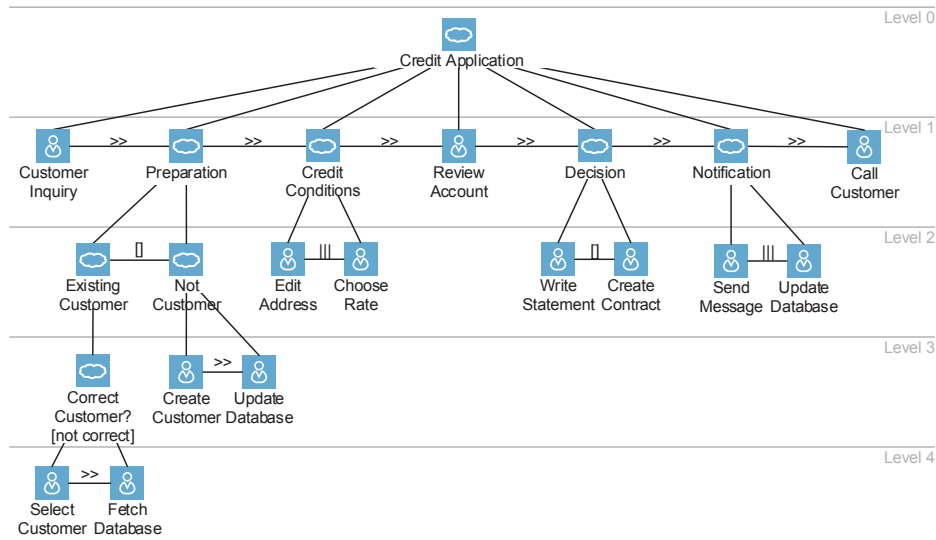 Level 0
Credit Application
Level 1
>> >> >> >> >> >>
Customer Inquiry
Preparation
Credit Conditions
Review Account
Decision
Notification
Call Customer
Level 2
[] ||| [] |||
Existing Customer
Not Customer
Edit Address
Choose Rate
Write Statement
Create Contract
Send Message
Update Database
Level 3
>>
Correct Customer? [not correct]
Create Customer
Update Database
Level 4
>>
Select Customer
Fetch Database